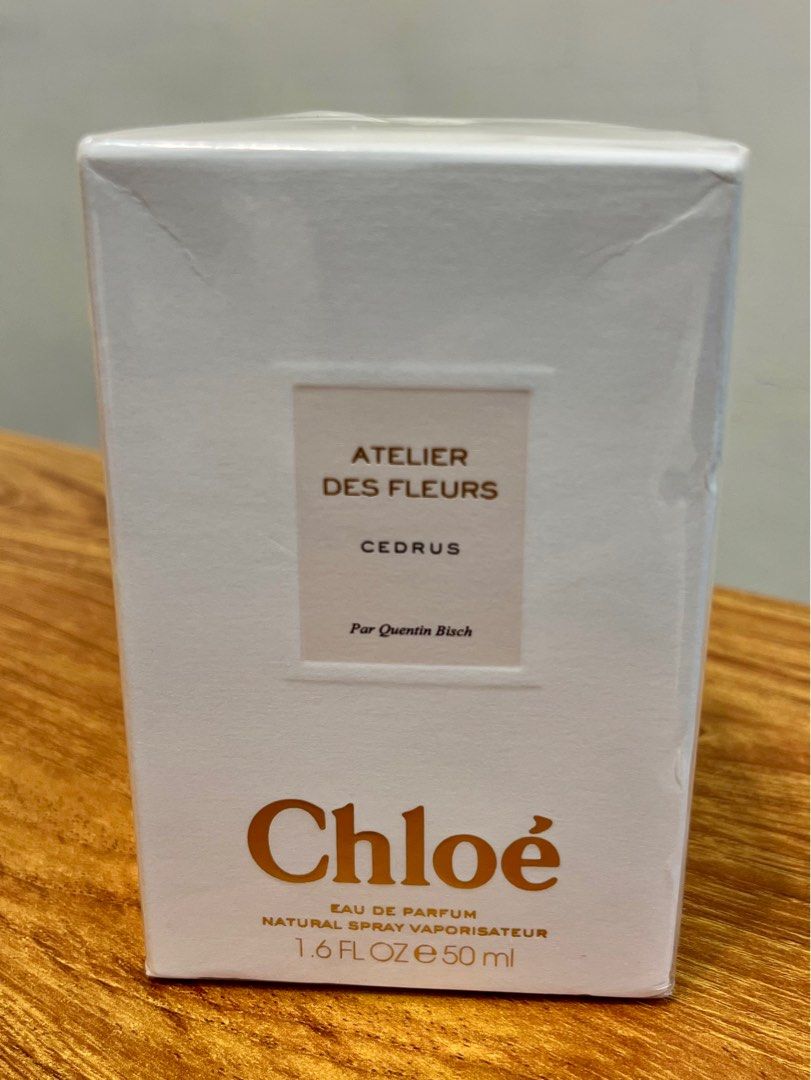 ATELIER
DES FLEURS
CEDRUS
Par Quentin Bisch
Chloé
EAU DE PARFUM
NATURAL SPRAY VAPORISATEUR
1.6 FL OZ ℮ 50 ml